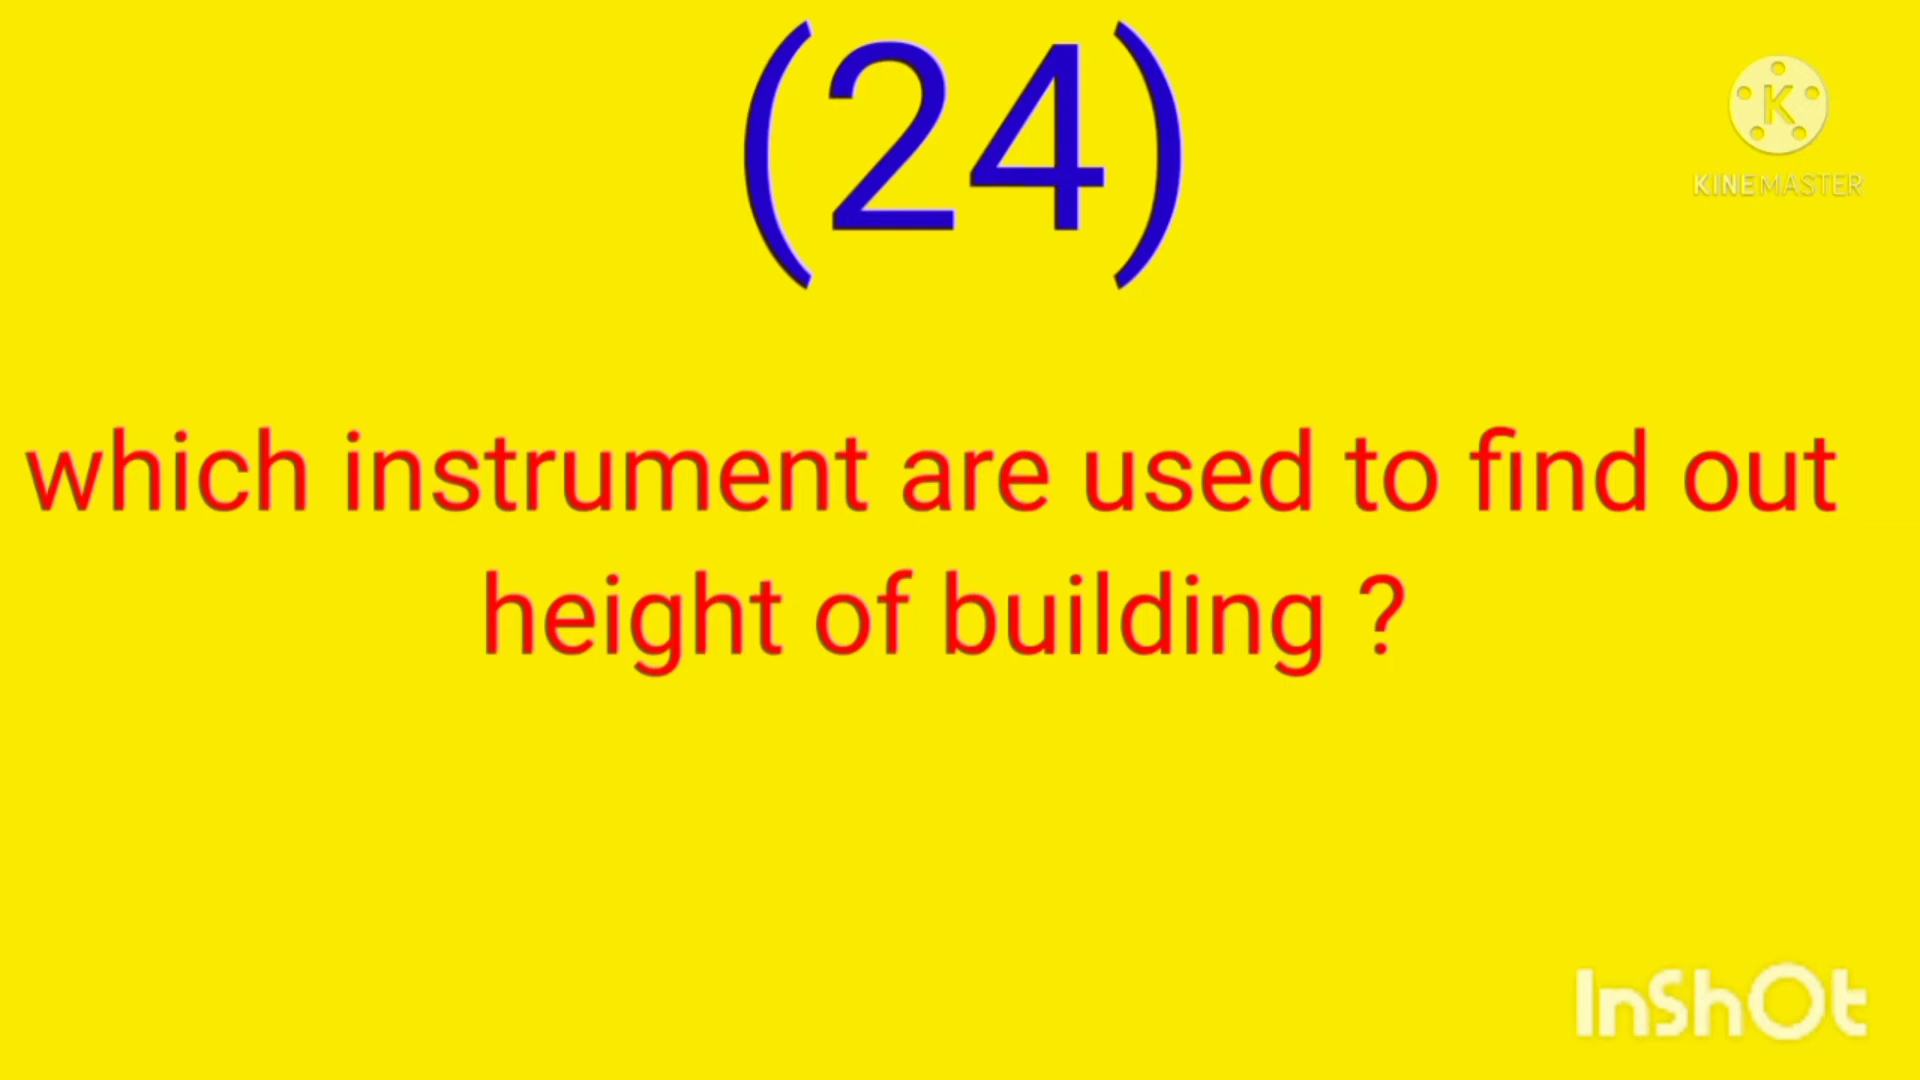 (24)
K
KINEMASTER
which instrument are used to find out
height of building ?
InShOt